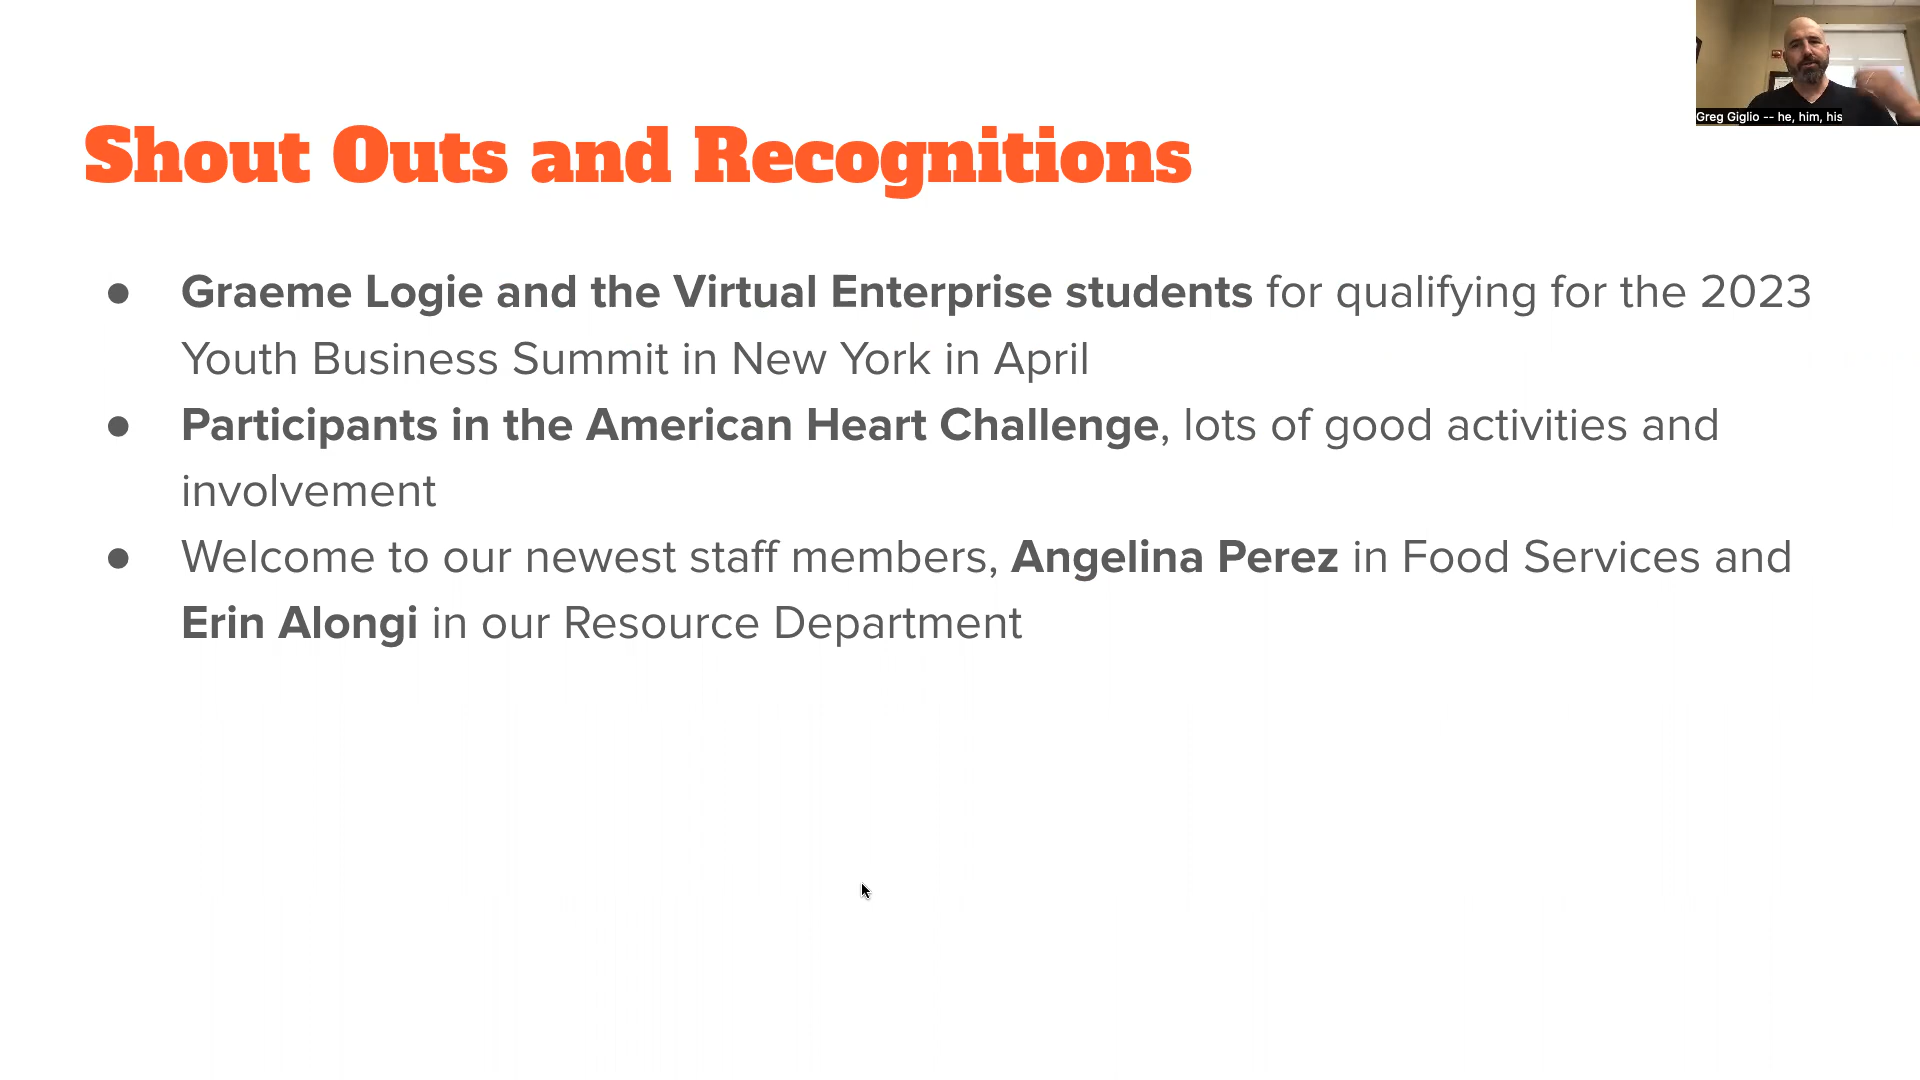 Greg Giglio -- he, him, his
Shout Outs and Recognitions
● Graeme Logie and the Virtual Enterprise students for qualifying for the 2023
Youth Business Summit in New York in April
● Participants in the American Heart Challenge, lots of good activities and
involvement
● Welcome to our newest staff members, Angelina Perez in Food Services and
Erin Alongi in our Resource Department